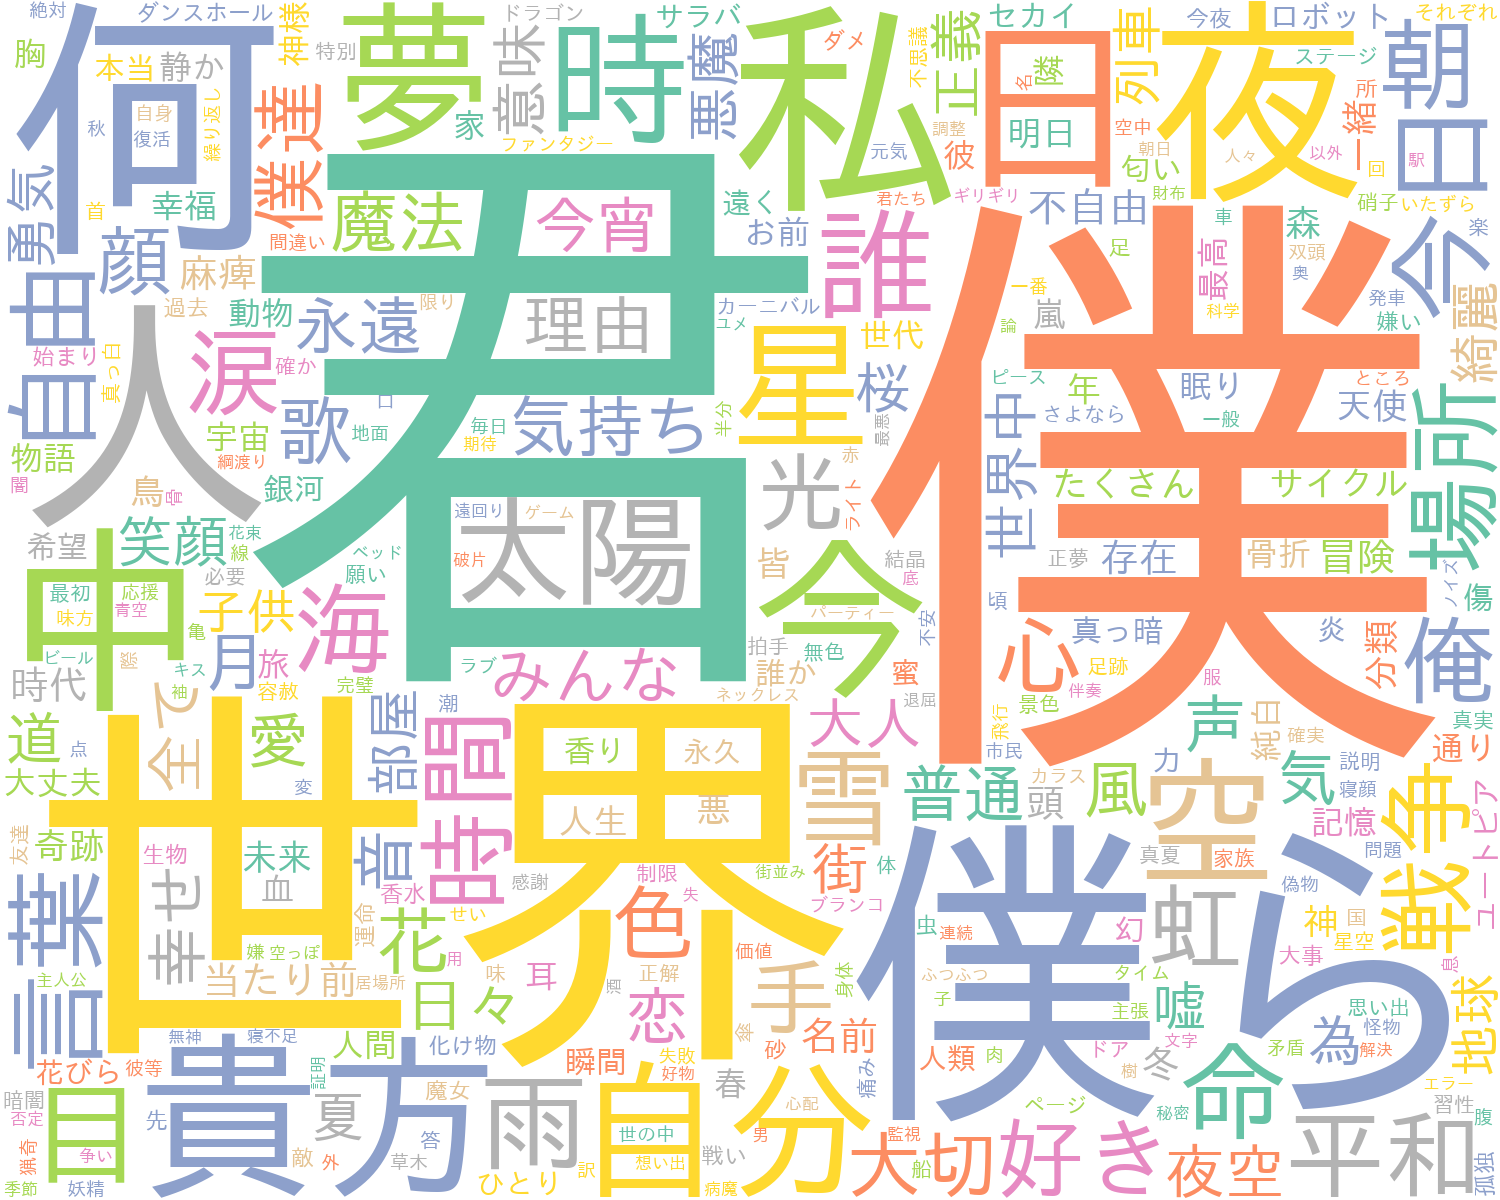 絶対
ダンスホール
神様
何
夢
ドラゴン
サラバ
時
私
正義
セカイ
今夜
ロボット
それぞれ
胸
本当
静か
特別
意味
悪魔
ダメ
不思議
日
隣
名
列車
夜
ステージ
朝
秋
自身
復活
繰り返し
僕達
家
ファンタジー
元気
調整
彼
明日
空中
朝日
人々
一緒
所
以外
回
駅
朝日
勇気
首
幸福
間違い
魔法
今宵
遠く
お前
君たち
ギリギリ
誰
匂い
財布
不自由
硝子
いたずら
顔
麻痺
過去
動物
永遠
限り
君
理由
カーニバル
ユメ
世代
僕
車
足
森
双頭
奥
最高
科学
一番
嵐
論
今
楽
発車
嫌い
綺麗
自由
始まり
真っ白
人
涙
確か
歌
口
地面
毎日
期待
気持ち
半分
星
桜
最悪
ピース
年
さよなら
眠り
一般
ところ
天使
場所
物語
闇
宇宙
綱渡り
鳥
骨
銀河
遠回り
ゲーム
太陽
破片
光
赤
ライト
世界中
たくさん
サイクル
希望
中
笑顔
花束
線
必要
ベッド
願い
皆
今
結晶
底
正夢
存在
骨折
冒険
ノイズ
傷
最初
応援
味方
青空
亀
子供
海
パーティー
不安
頃
心
真っ暗
炎
分類
俺
ビール
際
キス
月
旅
時代
袖
容赦
完璧
ラブ
みんな
拍手
無色
誰か
蜜
ネックレス
退屈
足跡
伴奏
服
景色
道
点
全て
愛
部屋
潮
時間
世界
大人
飛行
市民
声
純白
確実
真実
通り
大丈夫
変
香り
永久
雪
普通
カラス
頭
風
力
空
気
説明
寝顔
記憶
戦争
ユートピア
友達
奇跡
生物
未来
血
音
人生
悪
街
体
街並み
ブランコ
真夏
家族
問題
偽物
言葉
幸せ
香水
感謝
制限
失
色
運命
せい
花
用
嫌
空っぽ
価値
僕ら
虫
連続
幻
虹
神
国
星空
大事
息
主人公
当たり前
居場所
日々
味
耳
酒
正解
恋
手
身体
ふつふつ
子
タイム
主張
嘘
文字
思い出
為
怪物
矛盾
解決
地球
無神
寝不足
花びら
彼等
貴方
証明
人間
化け物
瞬間
失敗
好物
傘
砂
名前
春
痛み
人類
肉
ドア
樹
冬
命
エラー
習性
腹
暗闇
否定
目
先
夏
魔女
答
雨
自分
心配
世の中
男
監視
ページ
秘密
平和
猟奇
争い
季節
妖精
敵
外
草木
ひとり
訳
想い出
戦い
病魔
大切
船
好き
夜空
孤独